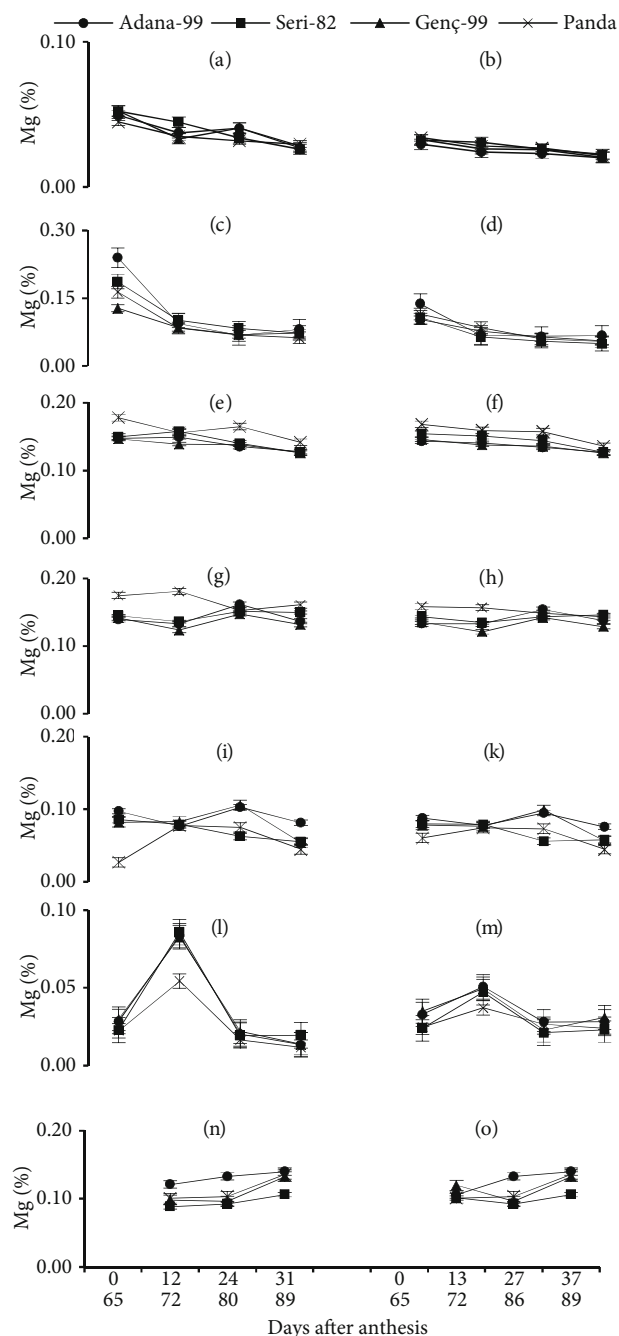 Adana-99 Seri-82 Genç-99 Panda
(a) (b)
0.10
Mg (%)
0.00
(c) (d)
0.30
0.15
Mg (%)
0.00
(e) (f)
0.20
0.10
Mg (%)
0.00
(g) (h)
0.20
0.10
Mg (%)
0.00
(i) (k)
0.20
0.10
Mg (%)
0.00
(l) (m)
0.10
0.05
Mg (%)
0.00
(n) (o)
0.20
0.10
Mg (%)
0.00
0 12 24 31 0 13 27 37
65 72 80 89 65 72 86 89
Days after anthesis